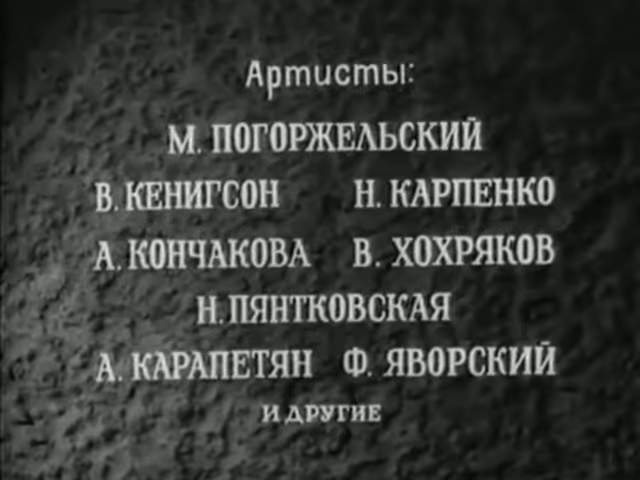 Артисты:
М. ПОГОРЖЕЛЬСКИЙ
В. КЕНИГСОН Н. КАРПЕНКО
А. КОНЧАКОВА В. ХОХРЯКОВ
Н. ПЯНТКОВСКАЯ
А. КАРАПЕТЯН Ф. ЯВОРСКИЙ
И ДРУГИЕ